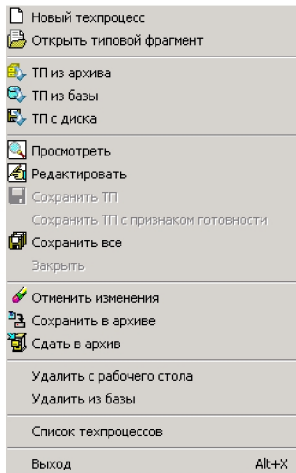 Новый техпроцесс
Открыть типовой фрагмент
ТП из архива
ТП из базы
ТП с диска
Просмотреть
Редактировать
Сохранить ТП
Сохранить ТП с признаком готовности
Сохранить все
Закрыть
Отменить изменения
Сохранить в архиве
Сдать в архив
Удалить с рабочего стола
Удалить из базы
Список техпроцессов
Выход Alt+X